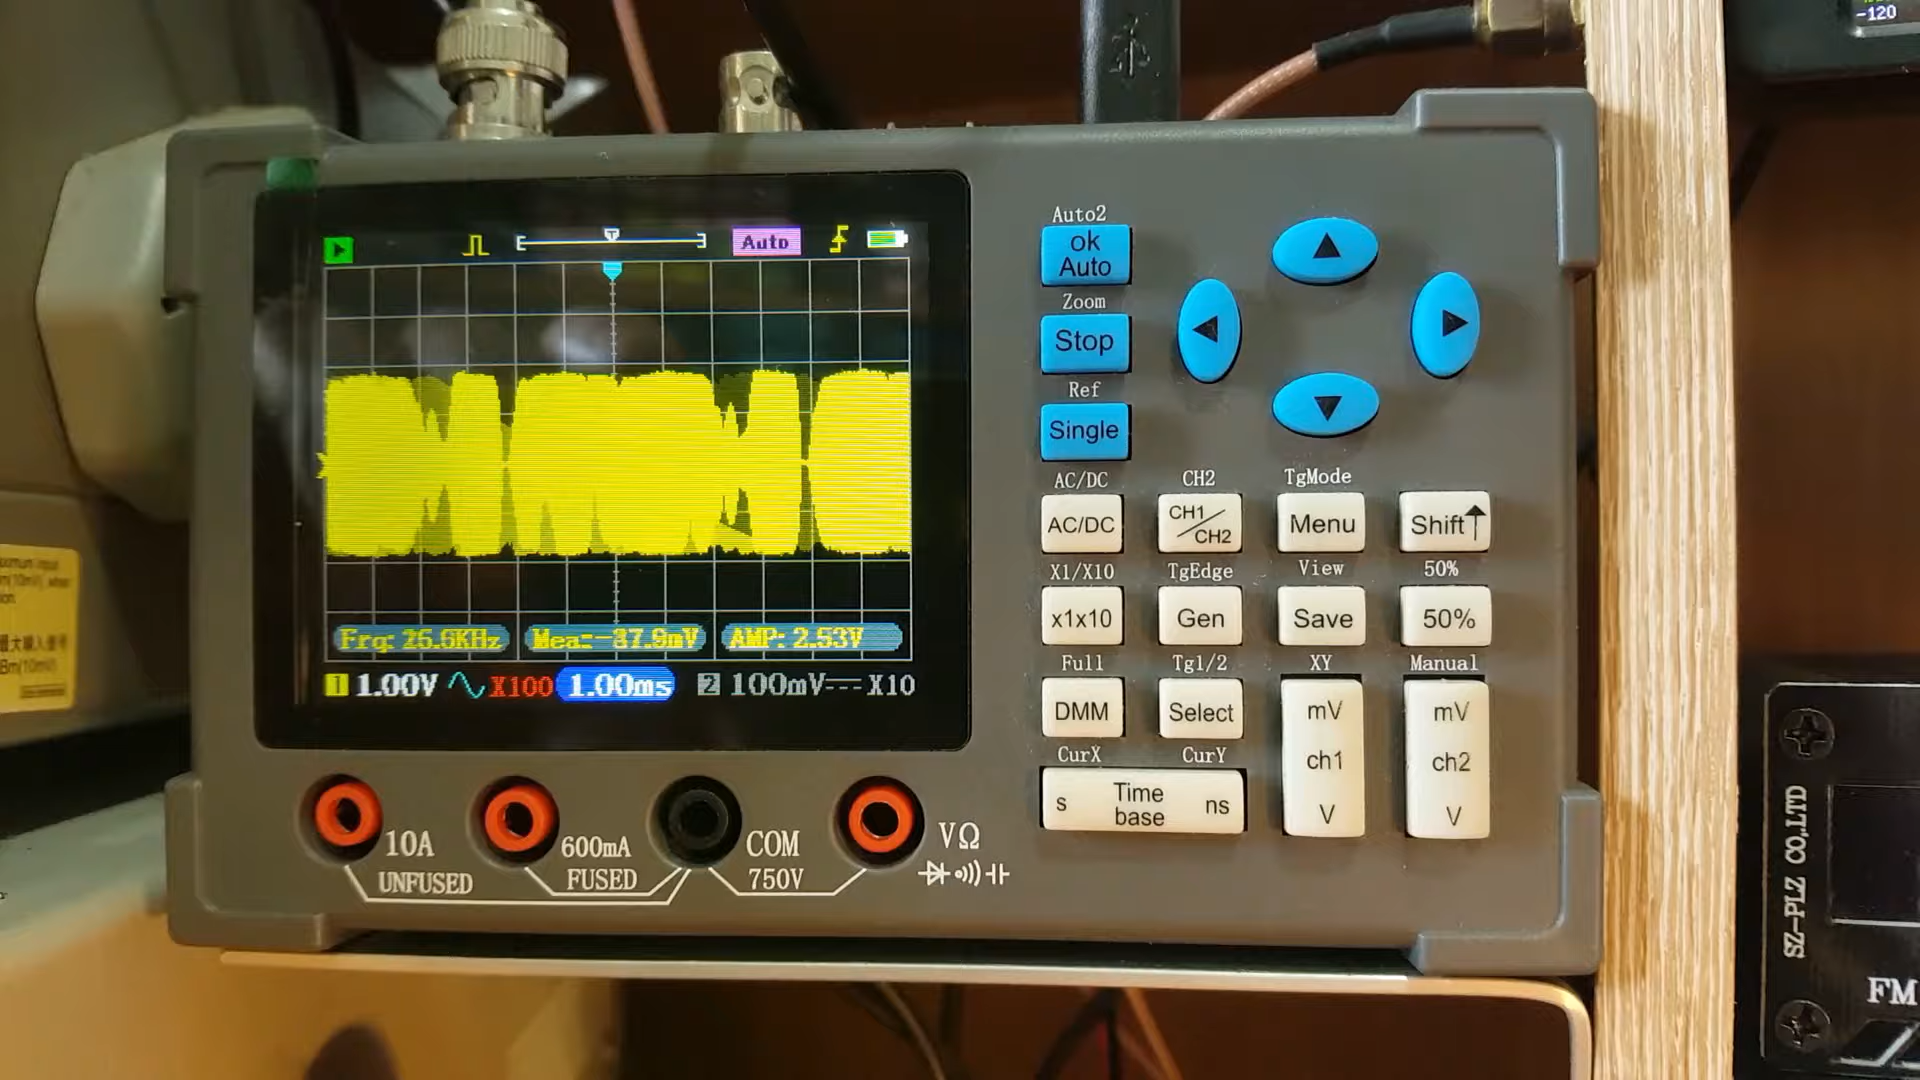 -120
Auto
Frq: 26.6KHz
Mea:-37.9mV
AMP: 2.53V
1
1.00V
X100
1.00ms
2
100mV
X10
Auto2
ok
Auto
Zoom
Stop
Ref
Single
AC/DC
CH2
TgMode
AC/DC
CH1
CH2
Menu
Shift
X1/X10
TgEdge
View
50%
x1x10
Gen
Save
50%
Full
Tg1/2
XY
Manual
DMM
Select
mV
ch1
V
mV
ch2
V
CurX
CurY
s
Time
base
ns
10A
UNFUSED
600mA
FUSED
COM
750V
VΩ
SZ-PLZ CO,LTD
FM